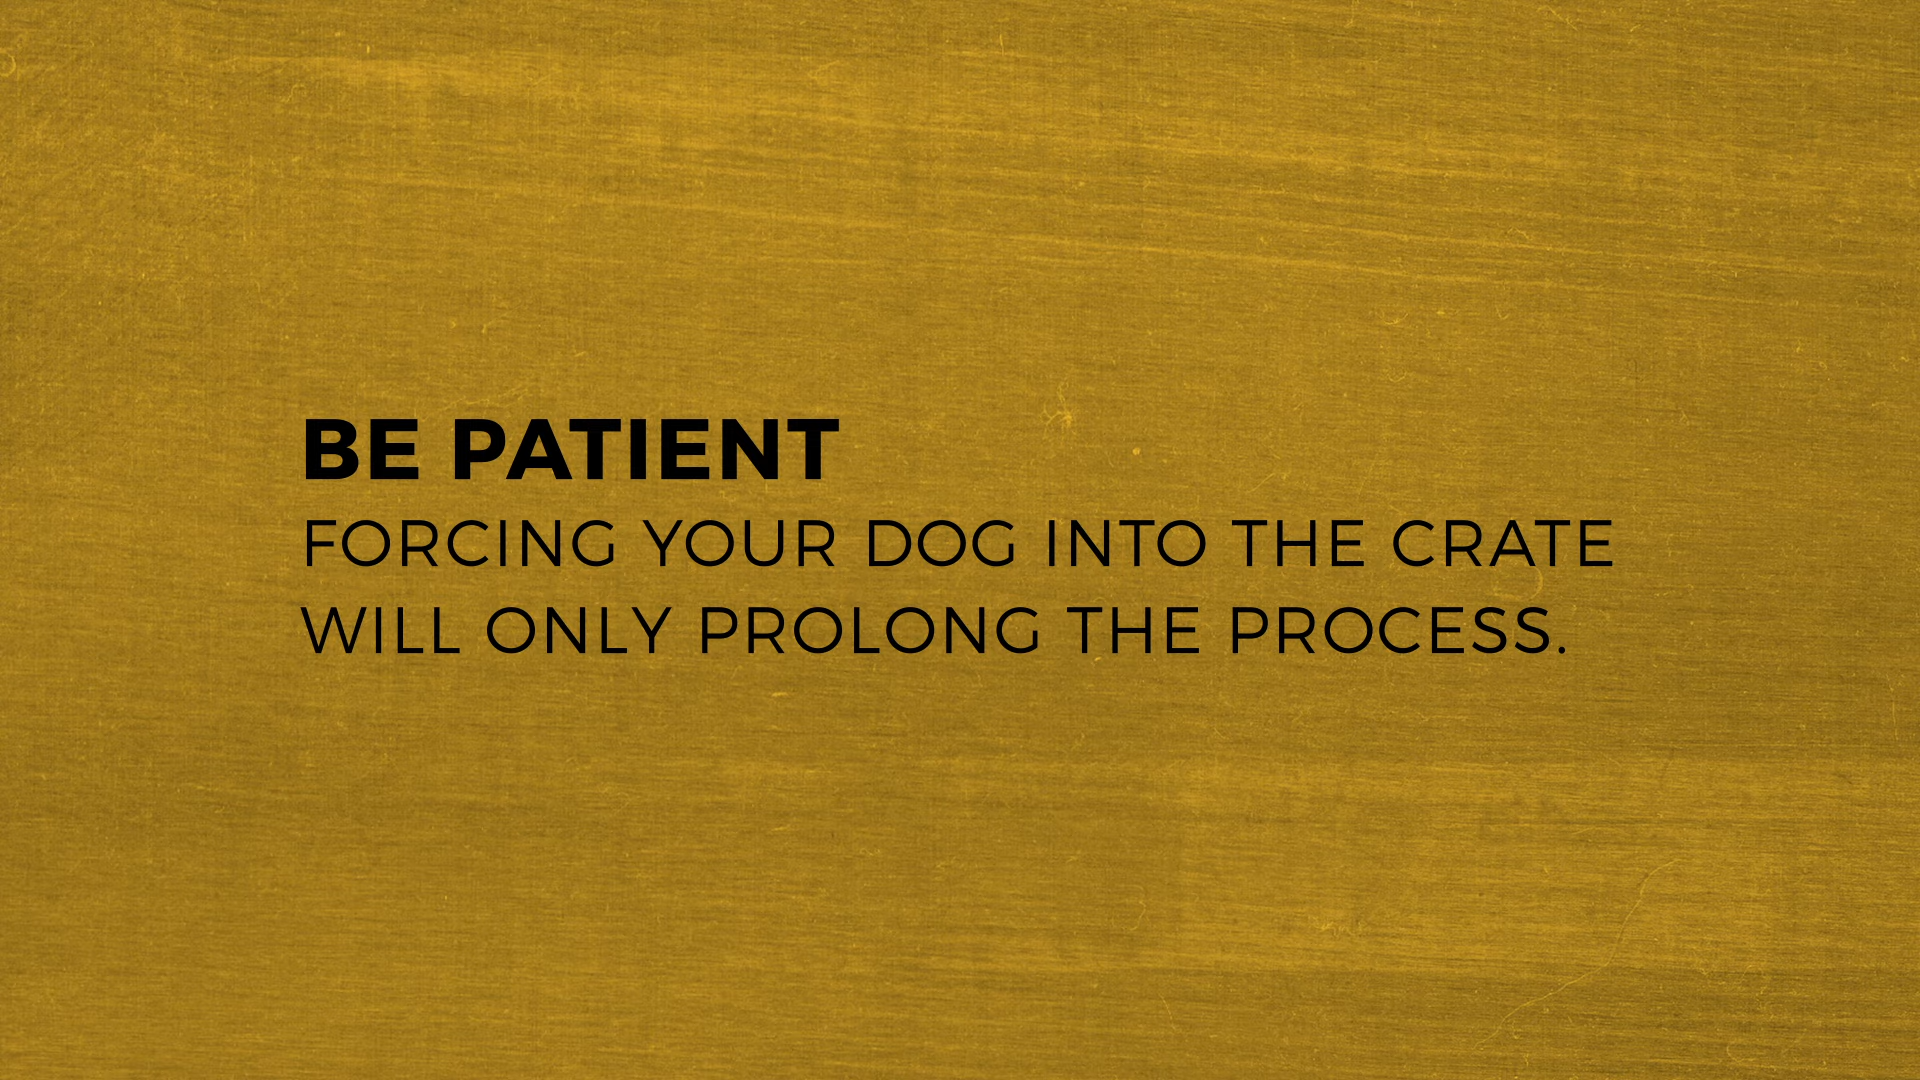 BE PATIENT
FORCING YOUR DOG INTO THE CRATE
WILL ONLY PROLONG THE PROCESS.